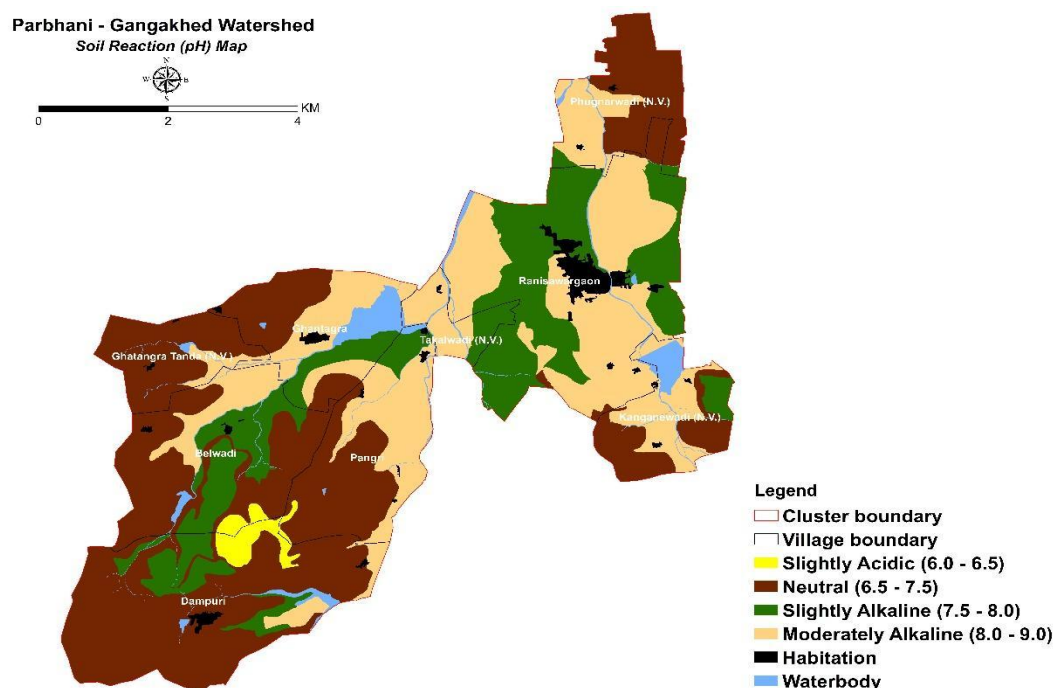 Parbhani - Gangakhed Watershed
Soil Reaction (pH) Map
N
W E
S
KM
0 2 4
Phugnarwadi (N.V.)
Ranisawargaon
Ghantagra
Takalwadi (N.V.)
Ghatangra Tanda (N.V.)
Kanganewadi (N.V.)
Belwadi
Pangri
Dampuri
Legend
Cluster boundary
Village boundary
Slightly Acidic (6.0 - 6.5)
Neutral (6.5 - 7.5)
Slightly Alkaline (7.5 - 8.0)
Moderately Alkaline (8.0 - 9.0)
Habitation
Waterbody